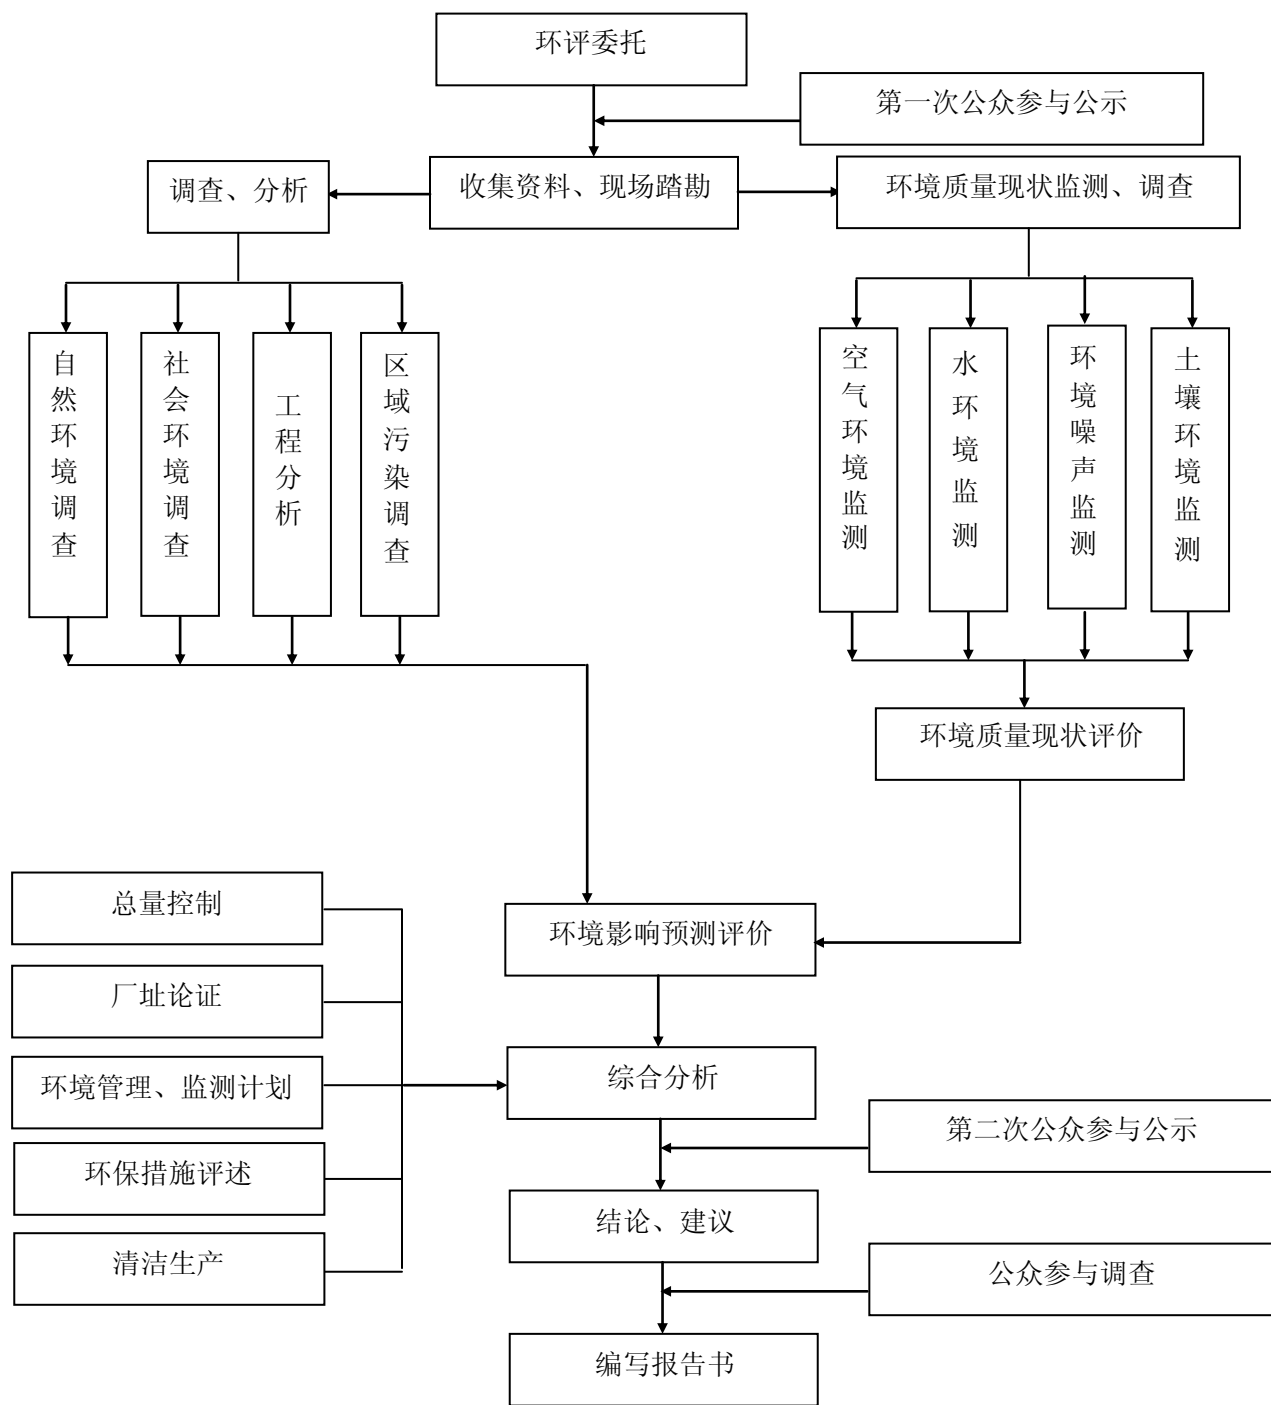 环评委托
第一次公众参与公示
调查、分析
收集资料、现场踏勘
环境质量现状监测、调查
自然环境调查
社会环境调查
工程分析
区域污染调查
空气环境监测
水环境监测
环境噪声监测
土壤环境监测
环境质量现状评价
总量控制
环境影响预测评价
厂址论证
环境管理、监测计划
综合分析
第二次公众参与公示
环保措施评述
结论、建议
清洁生产
公众参与调查
编写报告书